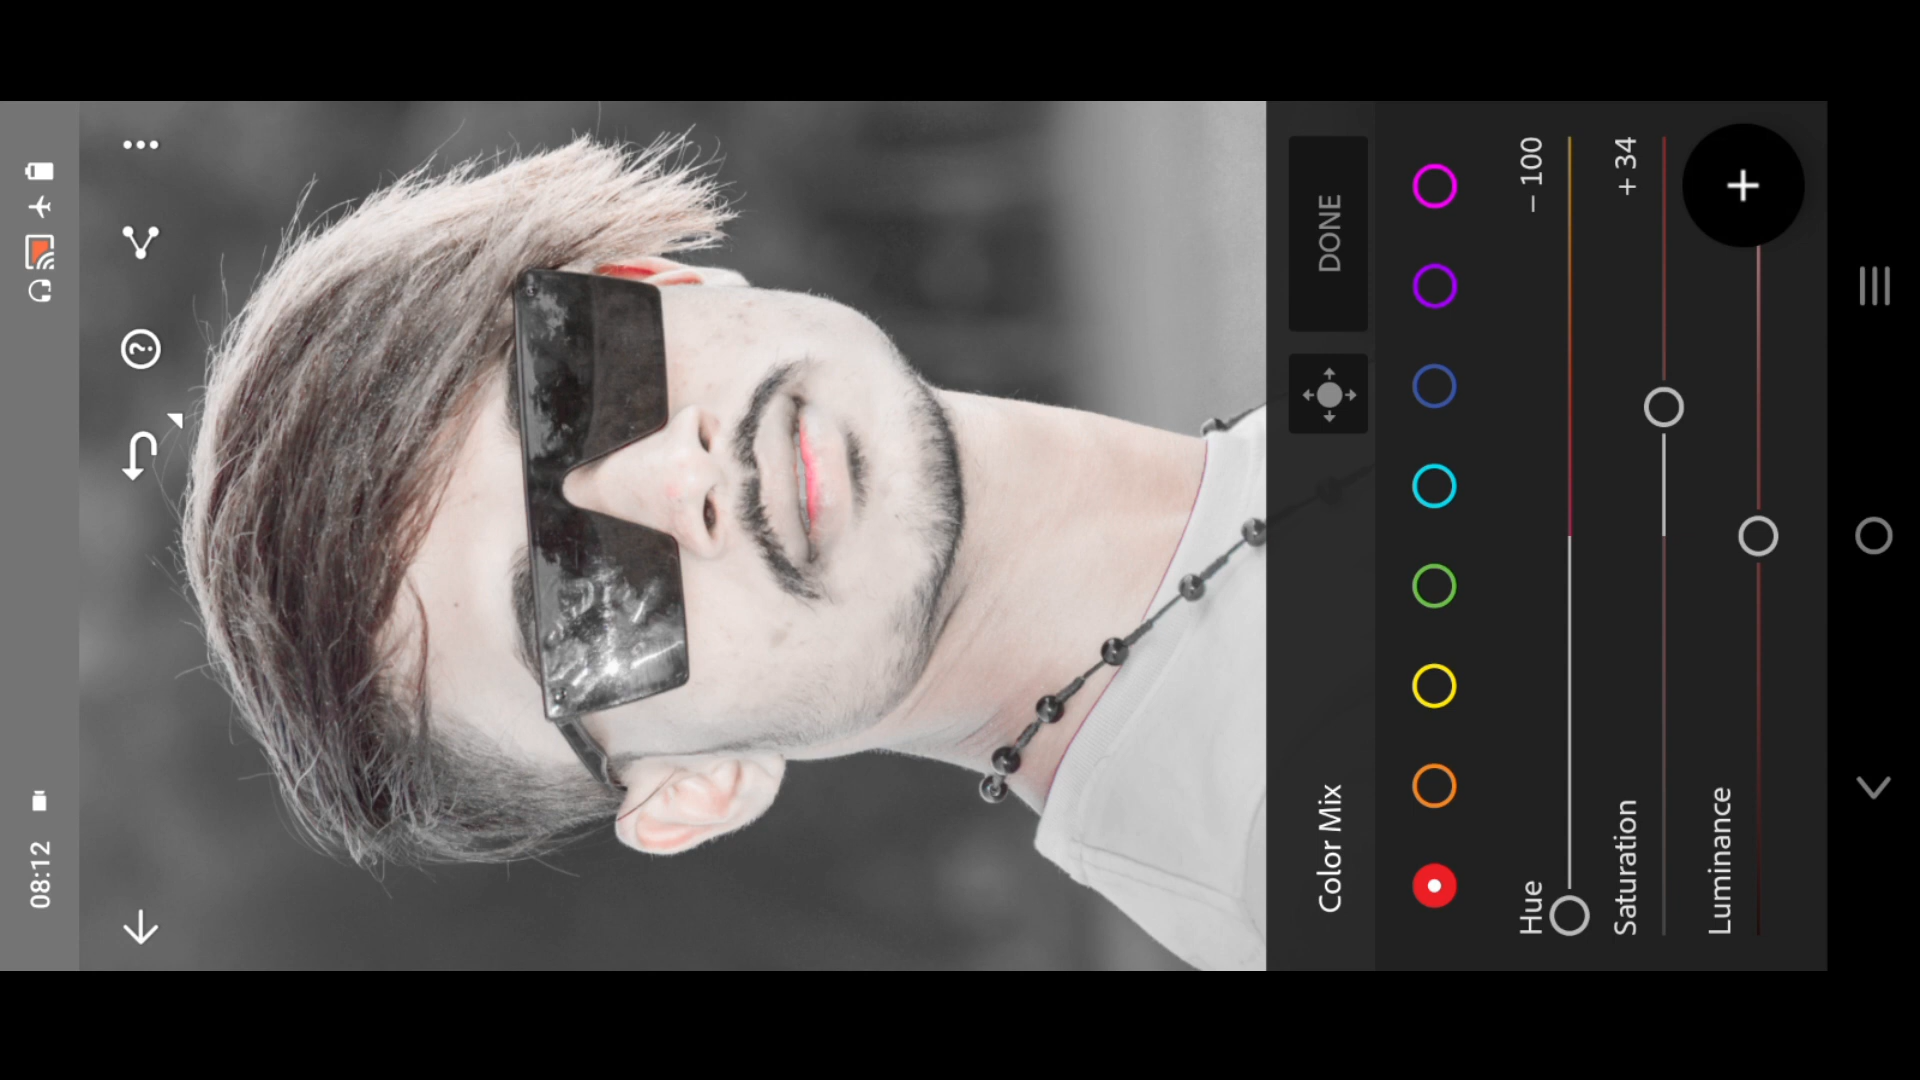 08:12
Color Mix
DONE
Hue
− 100
Saturation
+ 34
Luminance